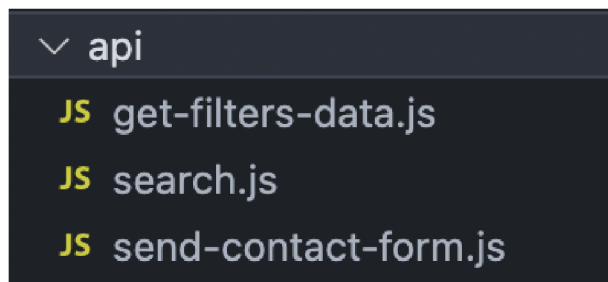 api
JS get-filters-data.js
JS search.js
JS send-contact-form.js